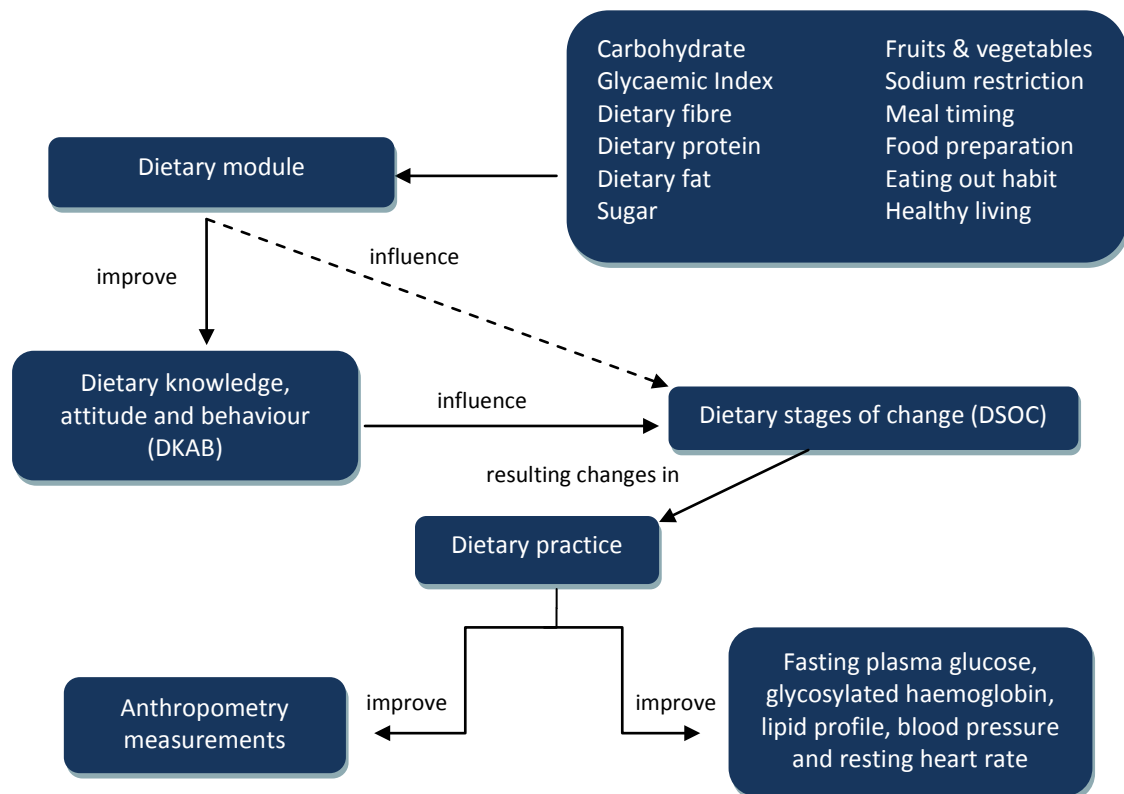 Carbohydrate
Glycaemic Index
Dietary fibre
Dietary protein
Dietary fat
Sugar
Fruits & vegetables
Sodium restriction
Meal timing
Food preparation
Eating out habit
Healthy living
Dietary module
improve
influence
Dietary knowledge,
attitude and behaviour
(DKAB)
influence
Dietary stages of change (DSOC)
resulting changes in
Dietary practice
improve
improve
Anthropometry
measurements
Fasting plasma glucose,
glycosylated haemoglobin,
lipid profile, blood pressure
and resting heart rate